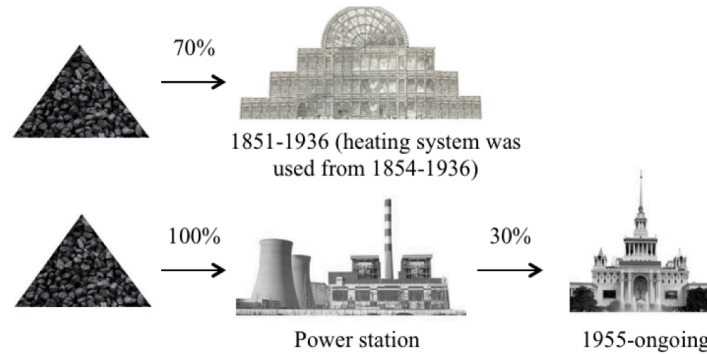 70%
1851-1936 (heating system was
used from 1854-1936)
100%
30%
Power station
1955-ongoing